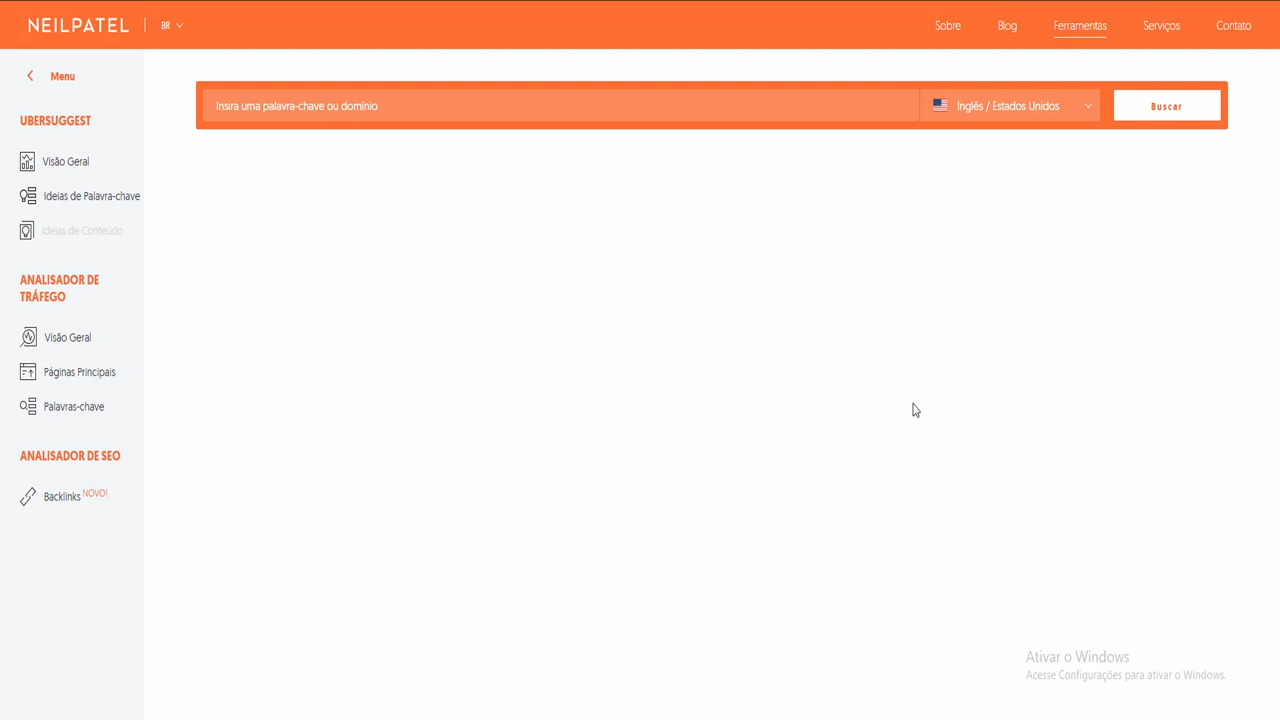 NEILPATEL
BR
Sobre
Blog
Ferramentas
Serviços
Contato
Menu
Insira uma palavra-chave ou domínio
Inglês / Estados Unidos
Buscar
UBERSUGGEST
Visão Geral
Ideias de Palavra-chave
Ideias de Conteúdo
ANALISADOR DE
TRÁFEGO
Visão Geral
Páginas Principais
Palavras-chave
ANALISADOR DE SEO
Backlinks NOVO!
Ativar o Windows
Acesse Configurações para ativar o Windows.